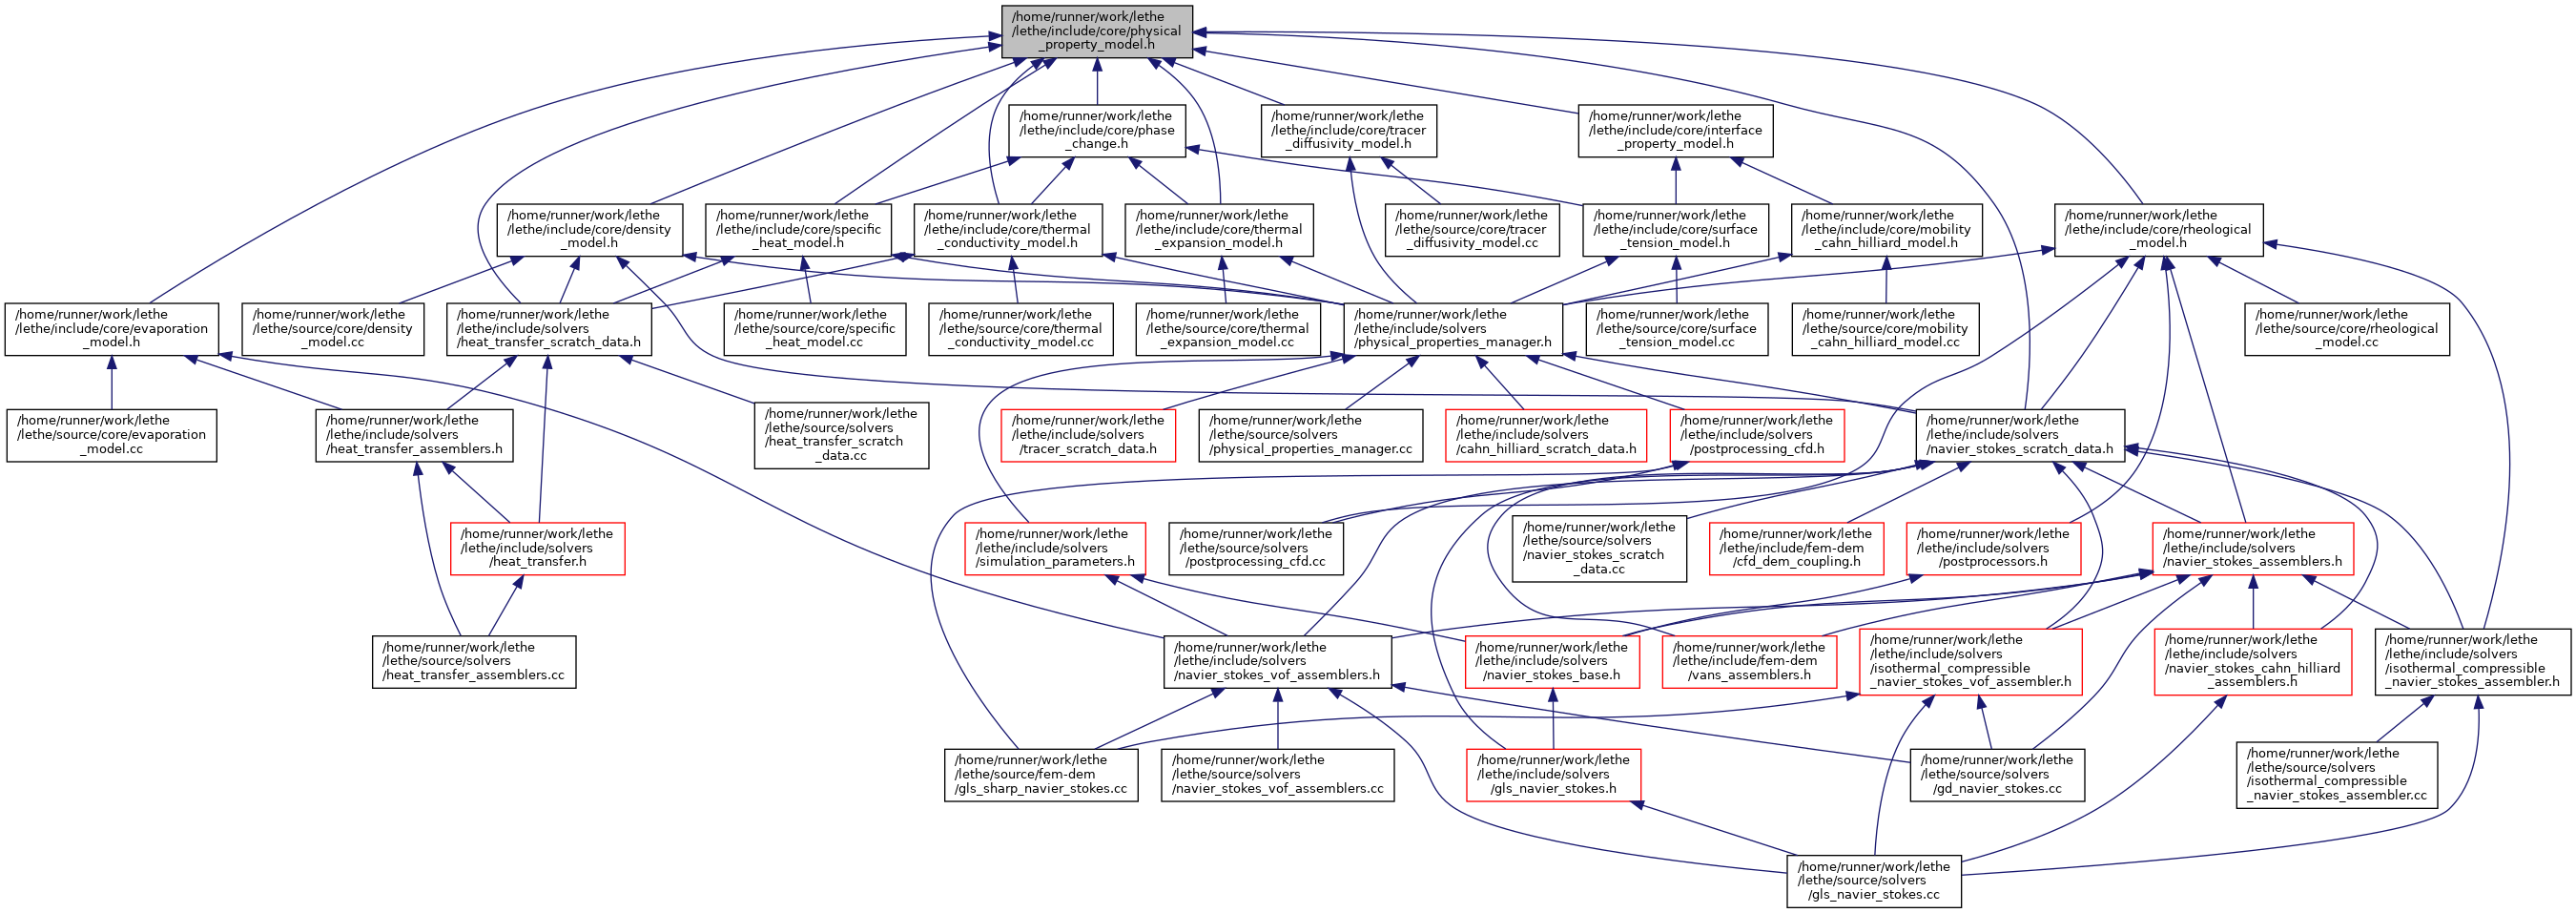 /home/runner/work/lethe
/lethe/include/core/physical
_property_model.h
/home/runner/work/lethe
/lethe/include/core/phase
_change.h
/home/runner/work/lethe
/lethe/include/core/tracer
_diffusivity_model.h
/home/runner/work/lethe
/lethe/include/core/interface
_property_model.h
/home/runner/work/lethe
/lethe/include/core/density
_model.h
/home/runner/work/lethe
/lethe/include/core/specific
_heat_model.h
/home/runner/work/lethe
/lethe/include/core/thermal
_conductivity_model.h
/home/runner/work/lethe
/lethe/include/core/thermal
_expansion_model.h
/home/runner/work/lethe
/lethe/source/core/tracer
_diffusivity_model.cc
/home/runner/work/lethe
/lethe/include/core/surface
_tension_model.h
/home/runner/work/lethe
/lethe/include/core/mobility
_cahn_hilliard_model.h
/home/runner/work/lethe
/lethe/include/core/rheological
_model.h
/home/runner/work/lethe
/lethe/include/core/evaporation
_model.h
/home/runner/work/lethe
/lethe/source/core/density
_model.cc
/home/runner/work/lethe
/lethe/include/solvers
/heat_transfer_scratch_data.h
/home/runner/work/lethe
/lethe/source/core/specific
_heat_model.cc
/home/runner/work/lethe
/lethe/source/core/thermal
_conductivity_model.cc
/home/runner/work/lethe
/lethe/source/core/thermal
_expansion_model.cc
/home/runner/work/lethe
/lethe/include/solvers
/physical_properties_manager.h
/home/runner/work/lethe
/lethe/source/core/surface
_tension_model.cc
/home/runner/work/lethe
/lethe/source/core/mobility
_cahn_hilliard_model.cc
/home/runner/work/lethe
/lethe/source/core/rheological
_model.cc
/home/runner/work/lethe
/lethe/source/core/evaporation
_model.cc
/home/runner/work/lethe
/lethe/include/solvers
/heat_transfer_assemblers.h
/home/runner/work/lethe
/lethe/source/solvers
/heat_transfer_scratch
_data.cc
/home/runner/work/lethe
/lethe/include/solvers
/tracer_scratch_data.h
/home/runner/work/lethe
/lethe/source/solvers
/physical_properties_manager.cc
/home/runner/work/lethe
/lethe/include/solvers
/cahn_hilliard_scratch_data.h
/home/runner/work/lethe
/lethe/include/solvers
/postprocessing_cfd.h
/home/runner/work/lethe
/lethe/include/solvers
/navier_stokes_scratch_data.h
/home/runner/work/lethe
/lethe/include/solvers
/heat_transfer.h
/home/runner/work/lethe
/lethe/include/solvers
/simulation_parameters.h
/home/runner/work/lethe
/lethe/source/solvers
/postprocessing_cfd.cc
/home/runner/work/lethe
/lethe/source/solvers
/navier_stokes_scratch
_data.cc
/home/runner/work/lethe
/lethe/include/fem-dem
/cfd_dem_coupling.h
/home/runner/work/lethe
/lethe/include/solvers
/postprocessors.h
/home/runner/work/lethe
/lethe/include/solvers
/navier_stokes_assemblers.h
/home/runner/work/lethe
/lethe/source/solvers
/heat_transfer_assemblers.cc
/home/runner/work/lethe
/lethe/include/solvers
/navier_stokes_vof_assemblers.h
/home/runner/work/lethe
/lethe/include/solvers
/navier_stokes_base.h
/home/runner/work/lethe
/lethe/include/fem-dem
/vans_assemblers.h
/home/runner/work/lethe
/lethe/include/solvers
/isothermal_compressible
_navier_stokes_vof_assembler.h
/home/runner/work/lethe
/lethe/include/solvers
/navier_stokes_cahn_hilliard
_assemblers.h
/home/runner/work/lethe
/lethe/include/solvers
/isothermal_compressible
_navier_stokes_assembler.h
/home/runner/work/lethe
/lethe/source/fem-dem
/gls_sharp_navier_stokes.cc
/home/runner/work/lethe
/lethe/source/solvers
/navier_stokes_vof_assemblers.cc
/home/runner/work/lethe
/lethe/include/solvers
/gls_navier_stokes.h
/home/runner/work/lethe
/lethe/source/solvers
/gd_navier_stokes.cc
/home/runner/work/lethe
/lethe/source/solvers
/isothermal_compressible
_navier_stokes_assembler.cc
/home/runner/work/lethe
/lethe/source/solvers
/gls_navier_stokes.cc